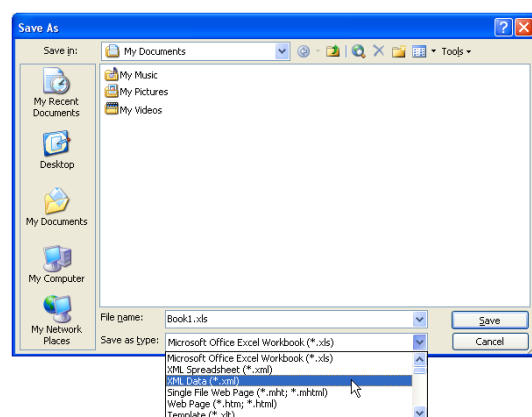 Save As
Save in:
My Documents
Tools
My Music
My Pictures
My Videos
My Recent
Documents
Desktop
My Documents
My Computer
My Network
Places
File name:
Book1.xls
Save
Save as type:
Microsoft Office Excel Workbook (*.xls)
Cancel
Microsoft Office Excel Workbook (*.xls)
XML Spreadsheet (*.xml)
XML Data (*.xml)
Single File Web Page (*.mht; *.mhtml)
Web Page (*.htm; *.html)
Template (*.xlt)